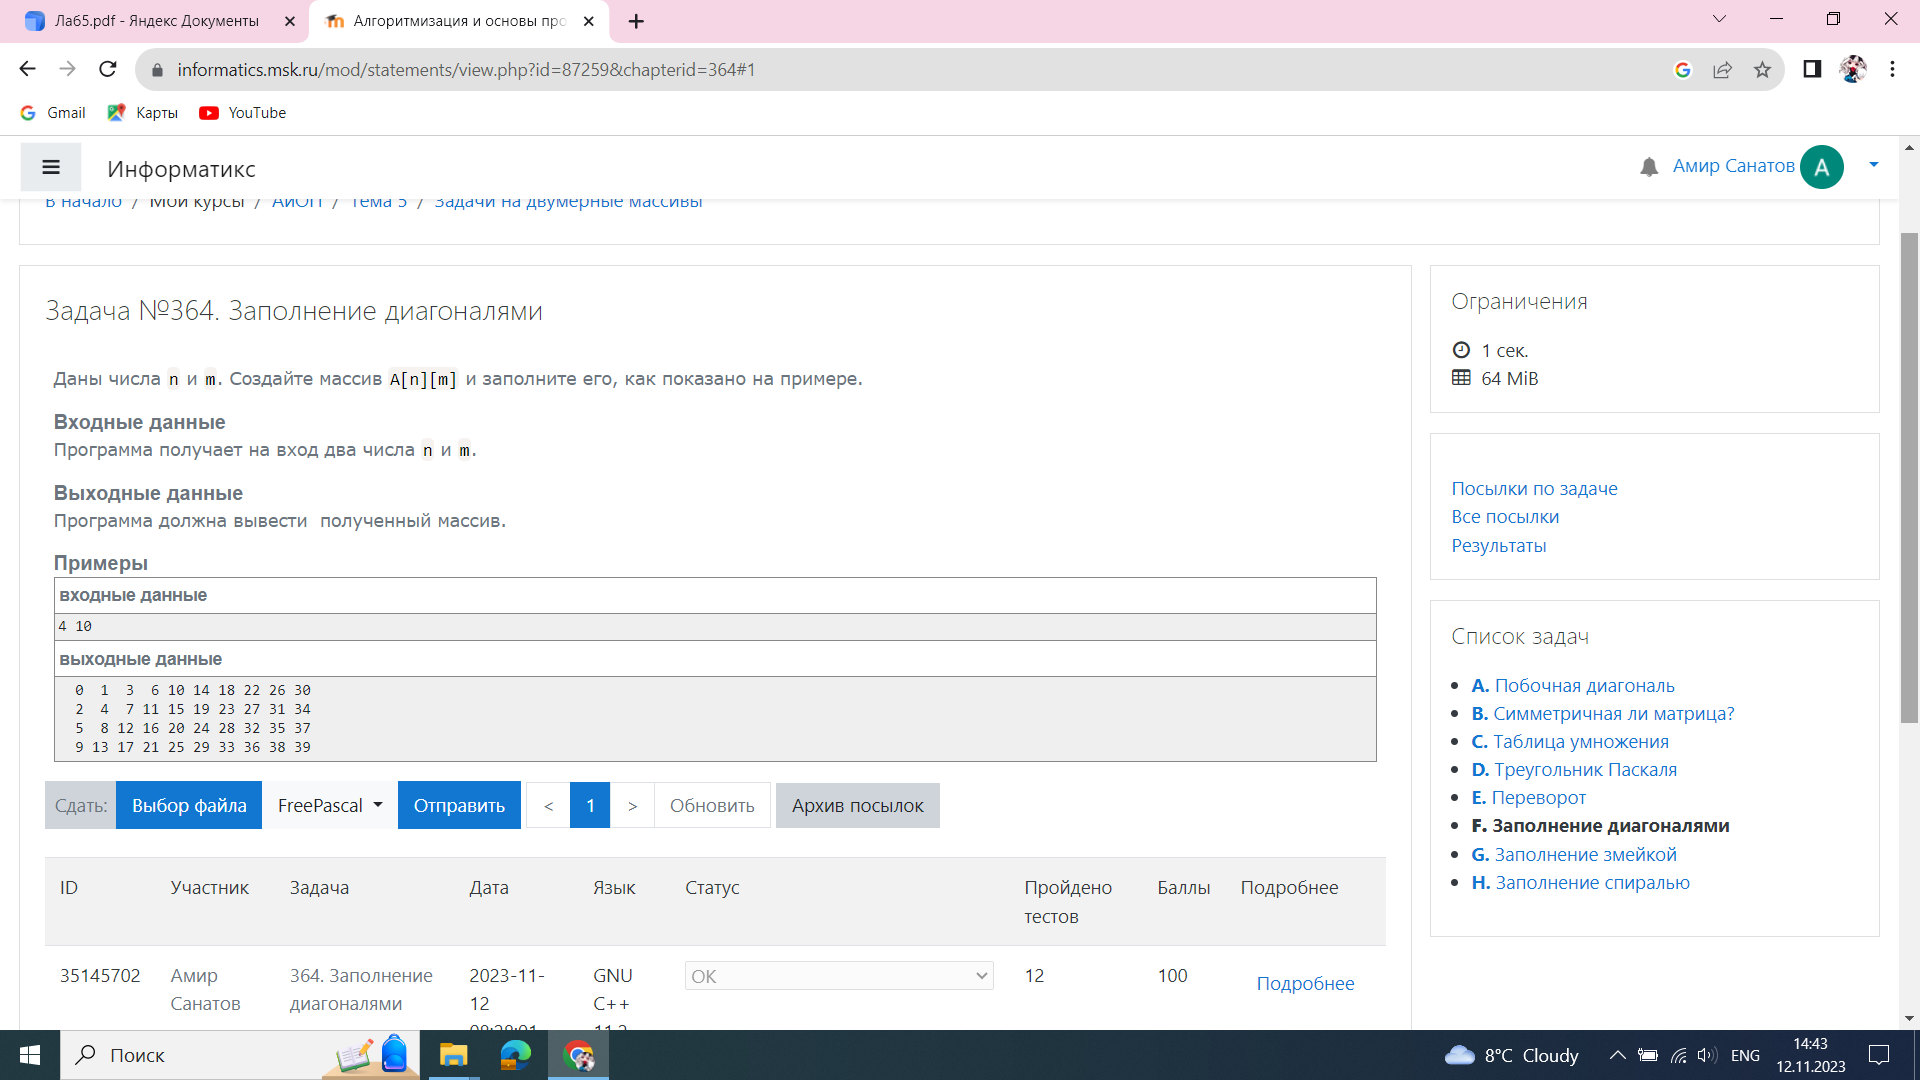 Ла65.pdf - Яндекс Документы
Алгоритмизация и основы про
informatics.msk.ru/mod/statements/view.php?id=87259&chapterid=364#1
Gmail Карты YouTube
Информатикс
Амир Санатов A
В начало / Мои курсы / АиОП / Тема 5 / Задачи на двумерные массивы
Задача №364. Заполнение диагоналями
Даны числа n и m. Создайте массив A[n][m] и заполните его, как показано на примере.
Входные данные
Программа получает на вход два числа n и m.
Выходные данные
Программа должна вывести полученный массив.
Примеры
входные данные
4 10
выходные данные
0 1 3 6 10 14 18 22 26 30
2 4 7 11 15 19 23 27 31 34
5 8 12 16 20 24 28 32 35 37
9 13 17 21 25 29 33 36 38 39
Сдать: Выбор файла FreePascal Отправить < 1 > Обновить Архив посылок
ID Участник Задача Дата Язык Статус Пройдено тестов Баллы Подробнее
35145702 Амир Санатов 364. Заполнение диагоналями 2023-11-12 GNU C++ OK 12 100 Подробнее
Ограничения
1 сек.
64 MiB
Посылки по задаче
Все посылки
Результаты
Список задач
A. Побочная диагональ
B. Симметричная ли матрица?
C. Таблица умножения
D. Треугольник Паскаля
E. Переворот
F. Заполнение диагоналями
G. Заполнение змейкой
H. Заполнение спиралью
Поиск
8°C Cloudy
ENG
14:43
12.11.2023